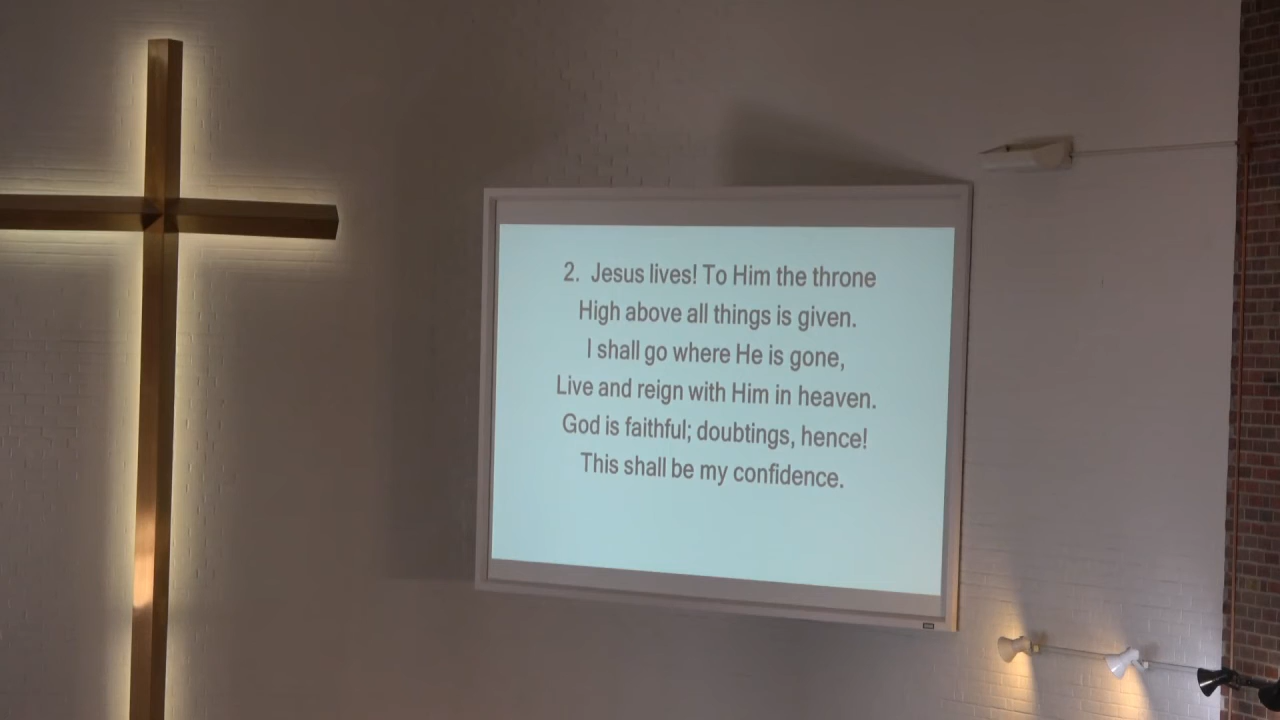 2. Jesus lives! To Him the throne
High above all things is given.
I shall go where He is gone,
Live and reign with Him in heaven.
God is faithful; doubtings, hence!
This shall be my confidence.